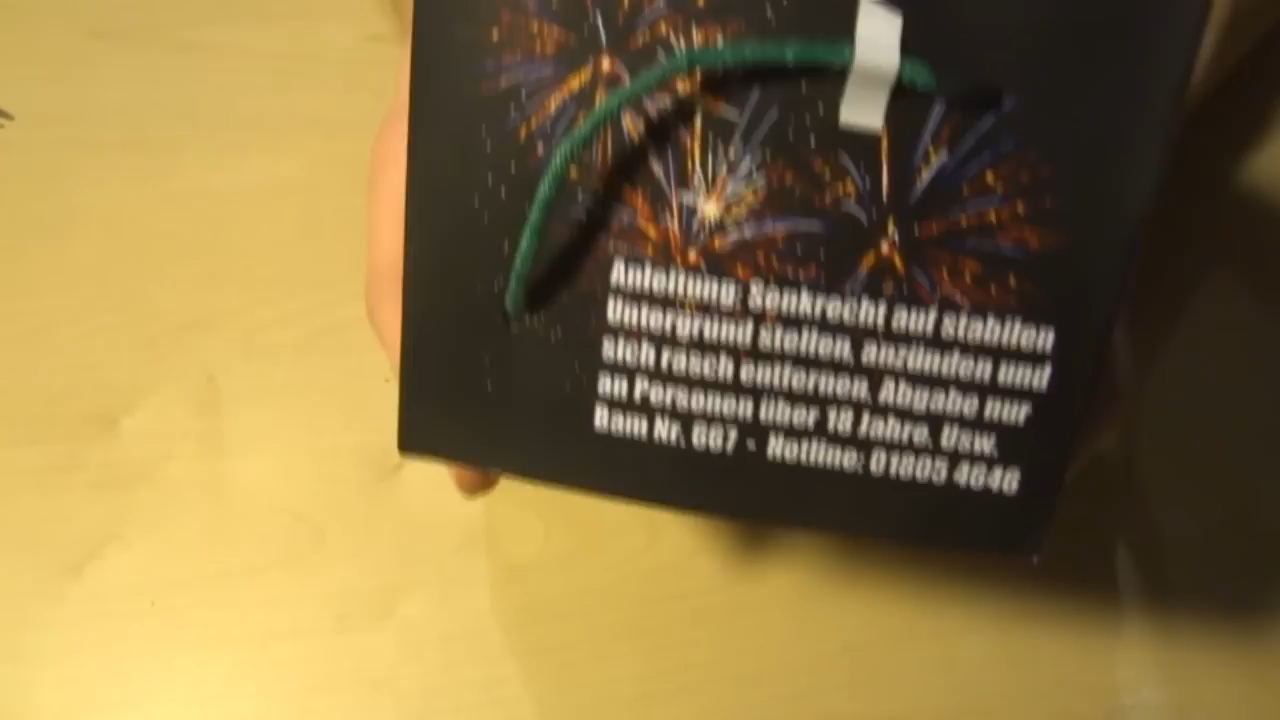 Anleitung: Senkrecht auf stabilen
Untergrund stellen, anzünden und
sich rasch entfernen, Abgabe nur
an Personen über 18 Jahre. Usw.
Bam Nr. 667 - Hotline: 01805 4646